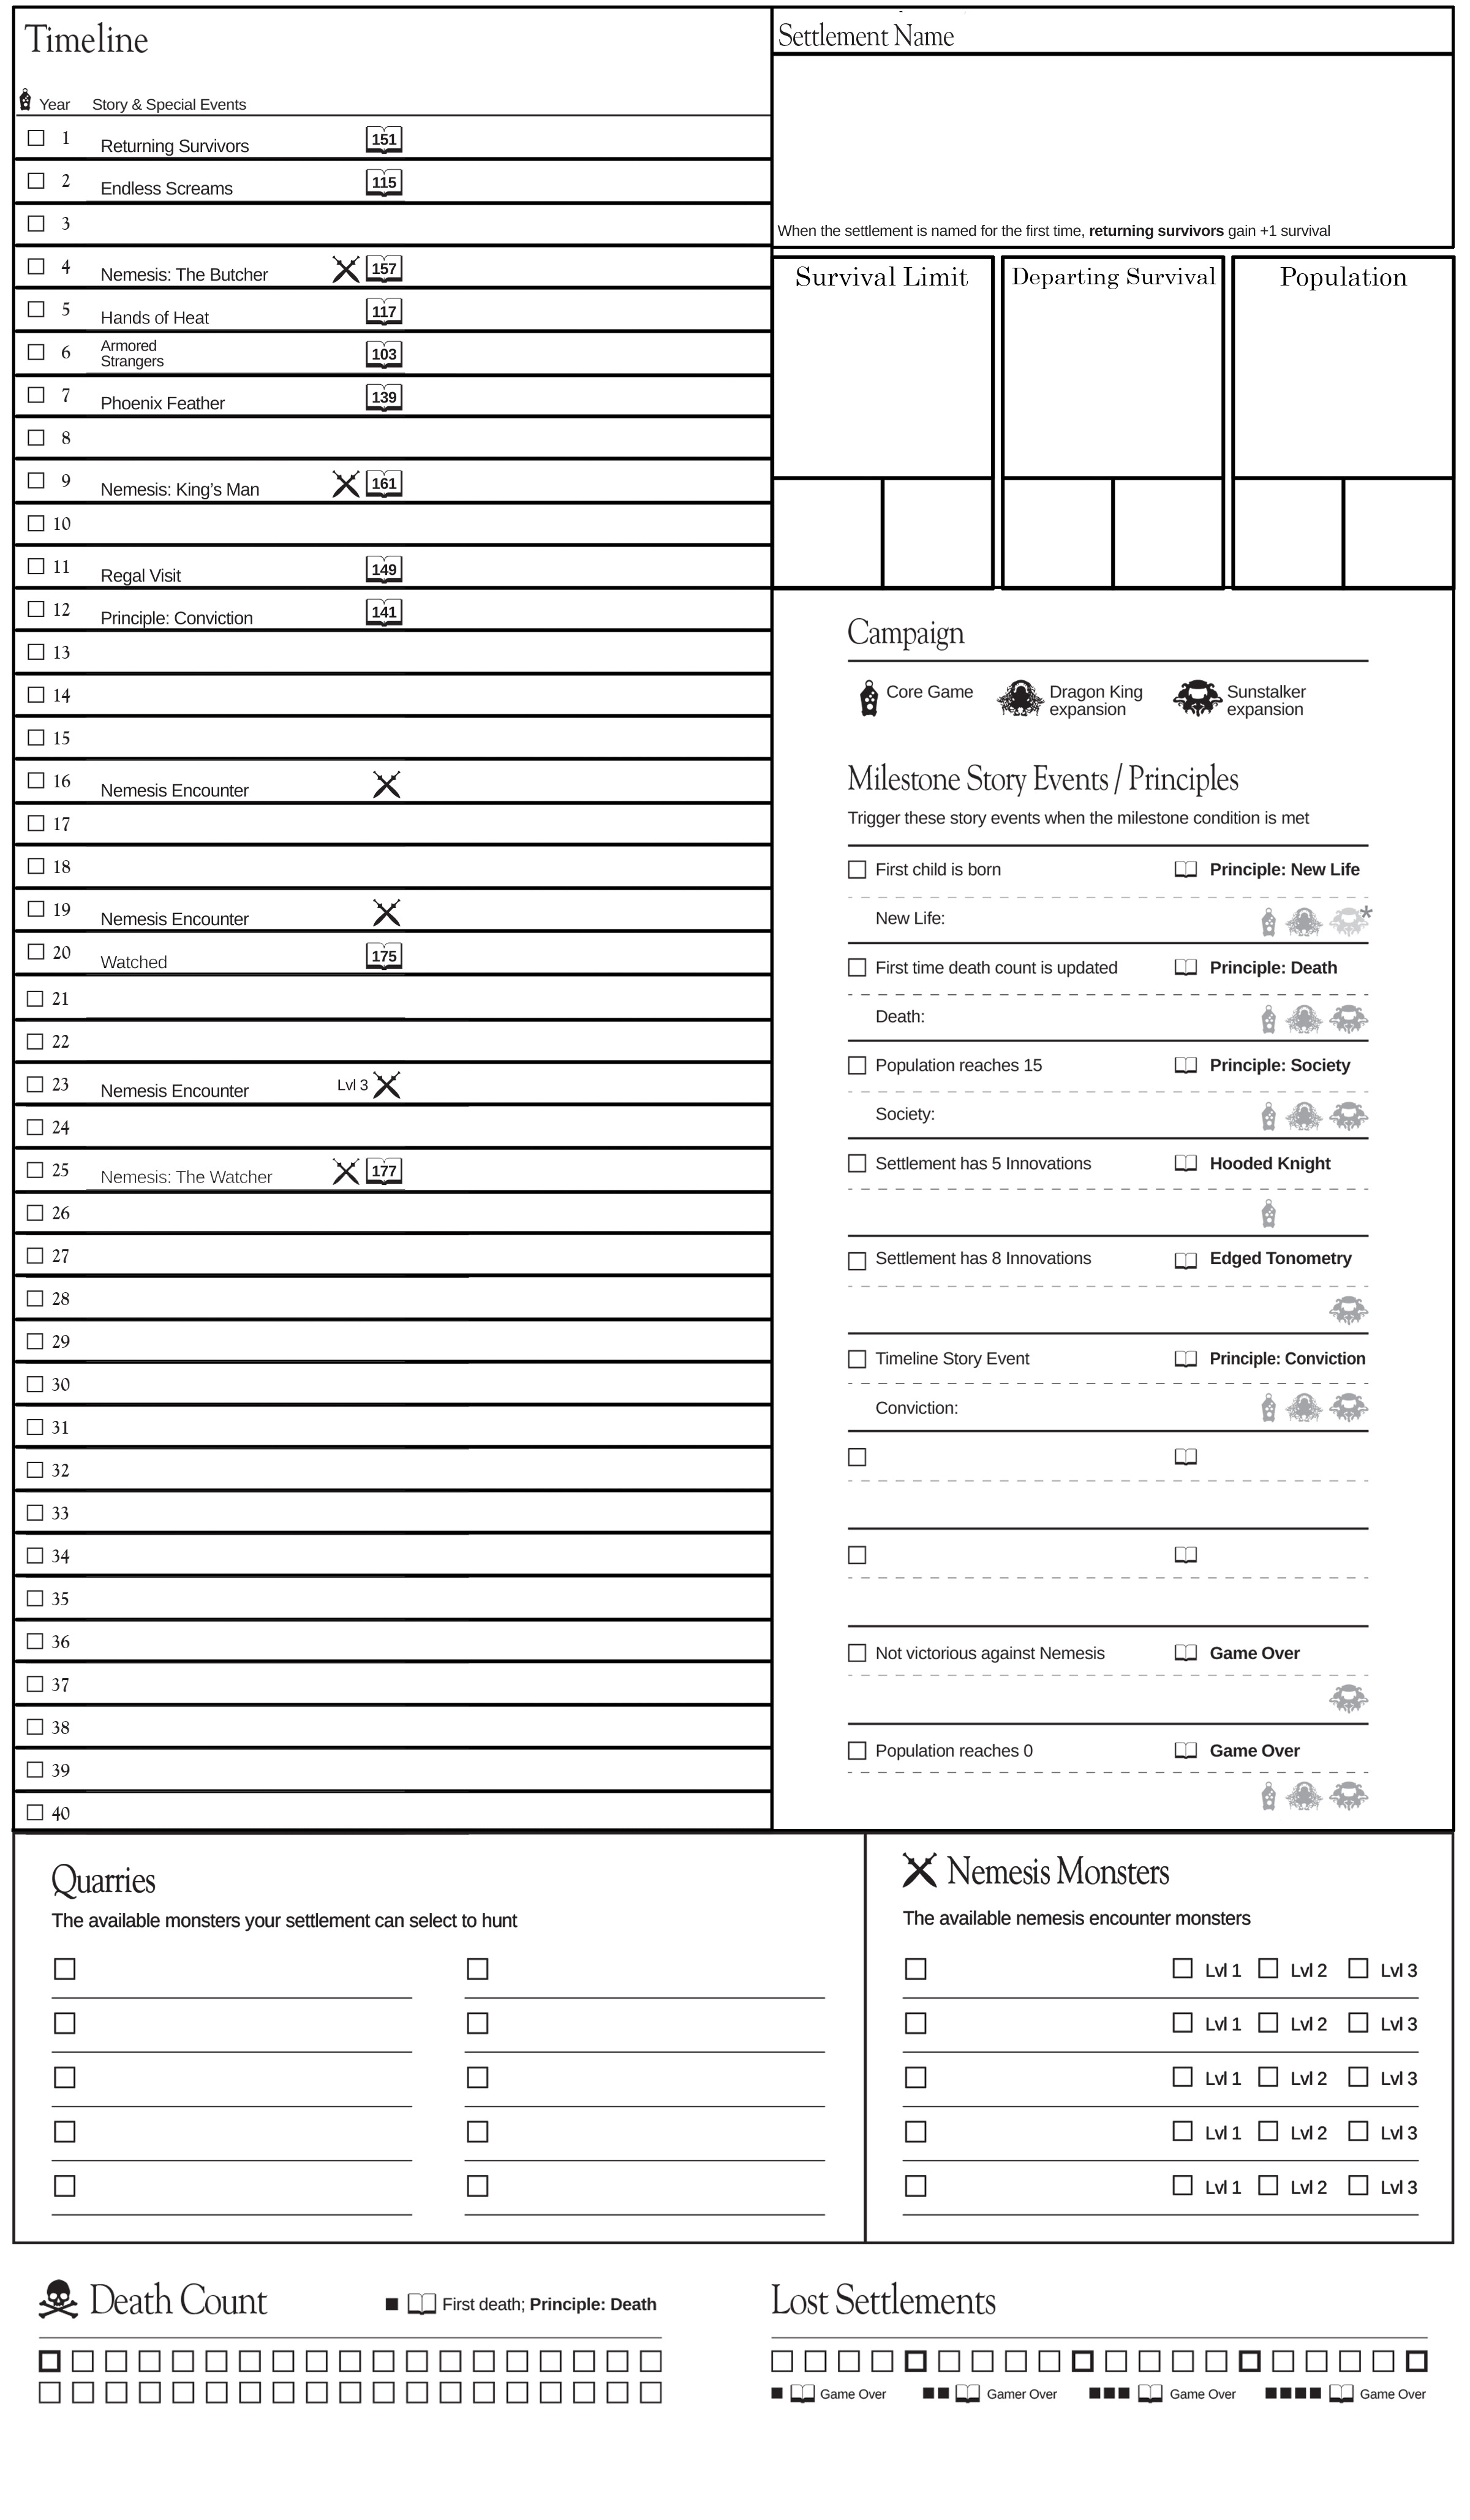 Timeline
Year Story & Special Events
1 Returning Survivors 151
2 Endless Screams 115
3
4 Nemesis: The Butcher 157
5 Hands of Heat 117
6 Armored
Strangers 103
7 Phoenix Feather 139
8
9 Nemesis: King's Man 161
10
11 Regal Visit 149
12 Principle: Conviction 141
13
14
15
16 Nemesis Encounter
17
18
19 Nemesis Encounter
20 Watched 175
21
22
23 Nemesis Encounter Lvl 3
24
25 Nemesis: The Watcher 177
26
27
28
29
30
31
32
33
34
35
36
37
38
39
40
Settlement Name
When the settlement is named for the first time, returning survivors gain +1 survival
Survival Limit Departing Survival Population
Campaign
Core Game
Dragon King
expansion
Sunstalker
expansion
Milestone Story Events / Principles
Trigger these story events when the milestone condition is met
First child is born Principle: New Life
New Life: *
First time death count is updated Principle: Death
Death:
Population reaches 15 Principle: Society
Society:
Settlement has 5 Innovations Hooded Knight
Settlement has 8 Innovations Edged Tonometry
Timeline Story Event Principle: Conviction
Conviction:
Not victorious against Nemesis Game Over
Population reaches 0 Game Over
Quarries
The available monsters your settlement can select to hunt
Nemesis Monsters
The available nemesis encounter monsters
Lvl 1 Lvl 2 Lvl 3
Lvl 1 Lvl 2 Lvl 3
Lvl 1 Lvl 2 Lvl 3
Lvl 1 Lvl 2 Lvl 3
Lvl 1 Lvl 2 Lvl 3
Death Count First death; Principle: Death
Lost Settlements
Game Over Gamer Over Game Over Game Over